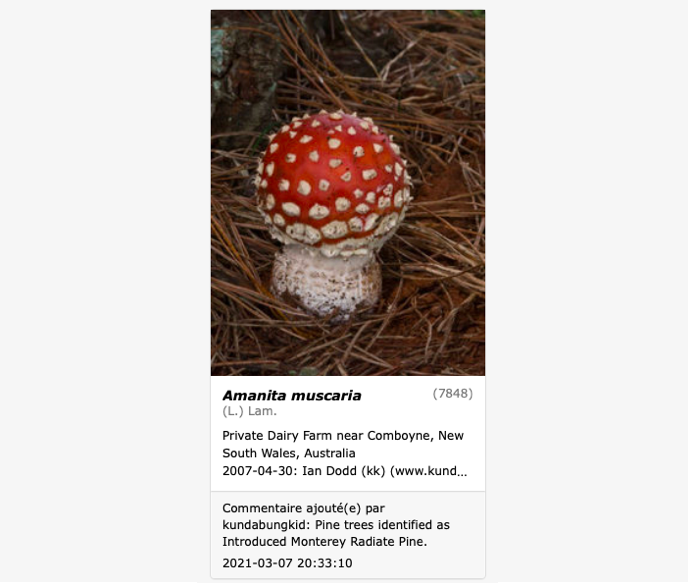 Amanita muscaria (7848)
(L.) Lam.
Private Dairy Farm near Comboyne, New
South Wales, Australia
2007-04-30: Ian Dodd (kk) (www.kund...
Commentaire ajouté(e) par
kundabungkid: Pine trees identified as
Introduced Monterey Radiate Pine.
2021-03-07 20:33:10